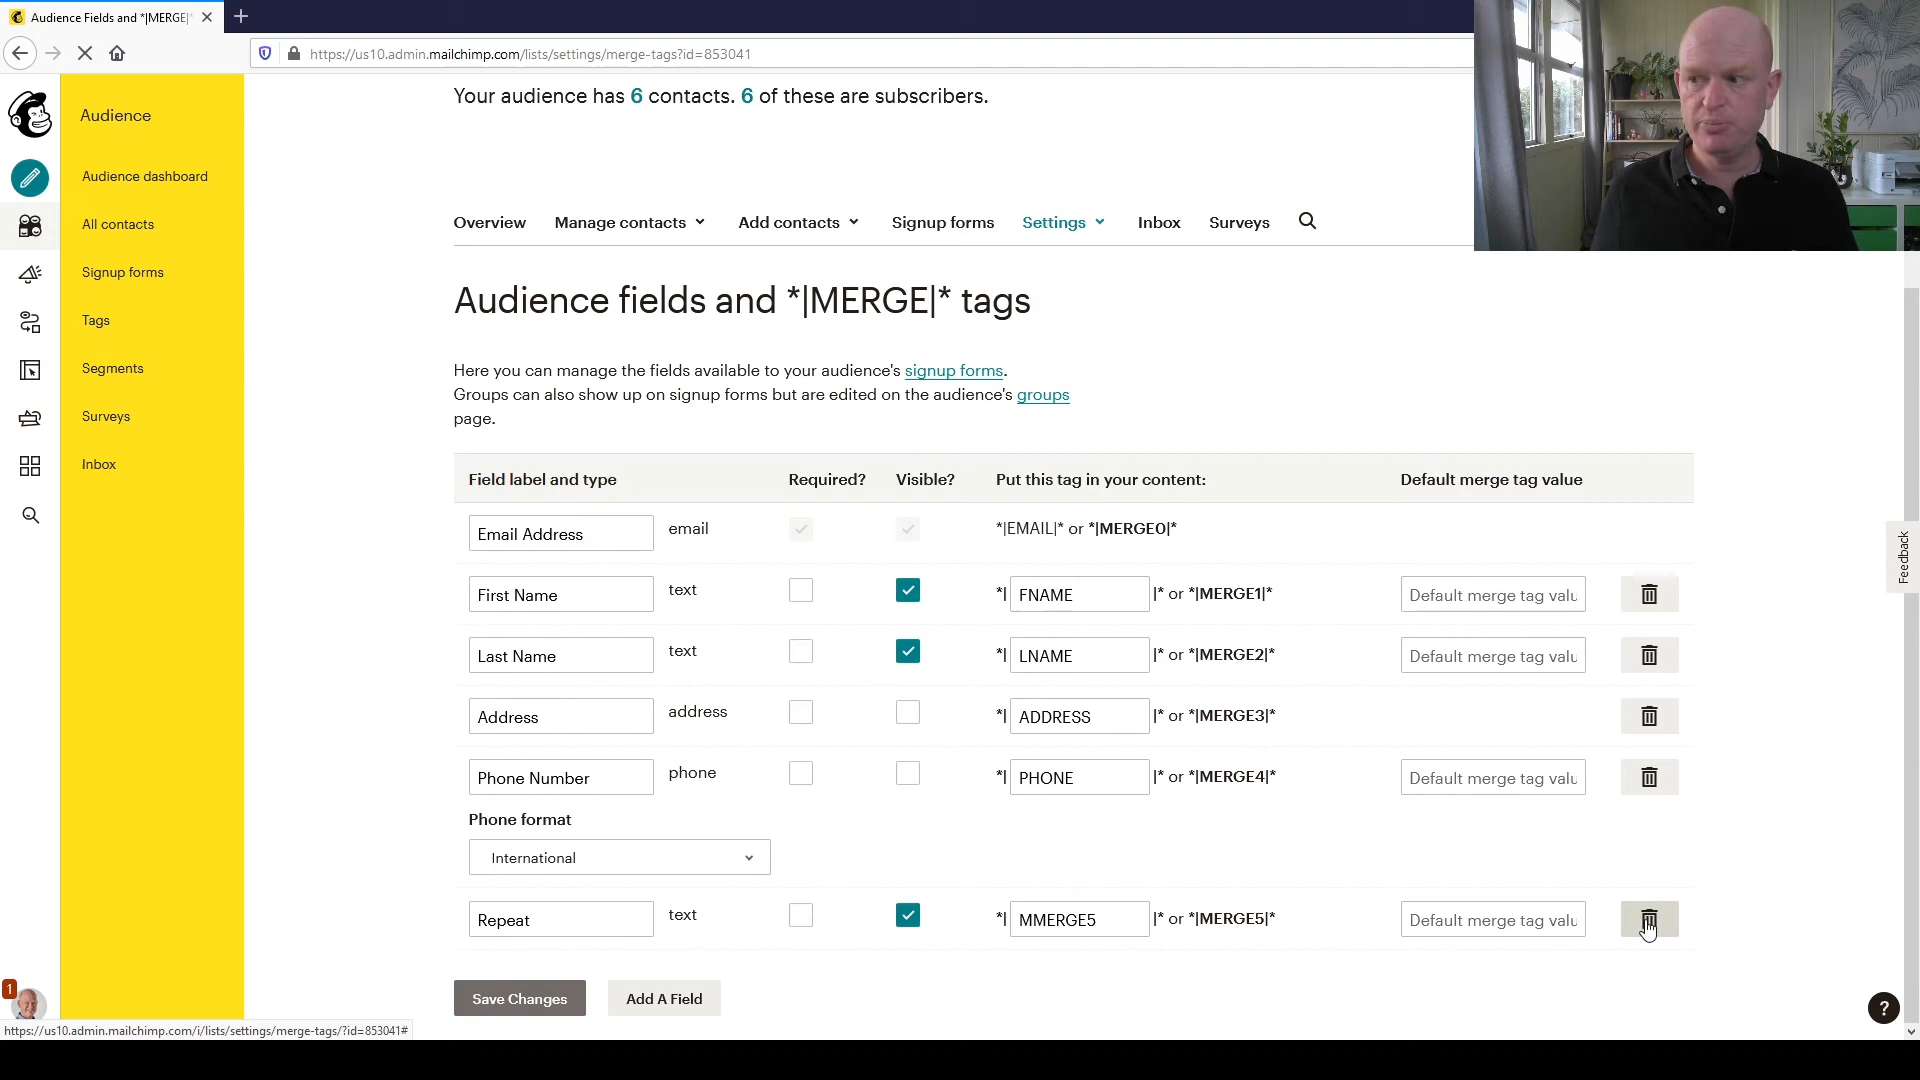 Audience Fields and *|MERGE|*
https://us10.admin.mailchimp.com/lists/settings/merge-tags?id=853041
Audience
Audience dashboard
All contacts
Signup forms
Tags
Segments
Surveys
Inbox
1
Your audience has 6 contacts. 6 of these are subscribers.
Overview Manage contacts Add contacts Signup forms Settings Inbox Surveys
Audience fields and *|MERGE|* tags
Here you can manage the fields available to your audience's signup forms.
Groups can also show up on signup forms but are edited on the audience's groups
page.
Field label and type Required? Visible? Put this tag in your content: Default merge tag value
Email Address email *|EMAIL|* or *|MERGE0|*
First Name text *| FNAME |* or *|MERGE1|* Default merge tag valu
Last Name text *| LNAME |* or *|MERGE2|* Default merge tag valu
Address address *| ADDRESS |* or *|MERGE3|*
Phone Number phone *| PHONE |* or *|MERGE4|* Default merge tag valu
Phone format
International
Repeat text *| MMERGE5 |* or *|MERGE5|* Default merge tag valu
Save Changes Add A Field
Feedback
?
https://us10.admin.mailchimp.com/i/lists/settings/merge-tags/?id=853041#